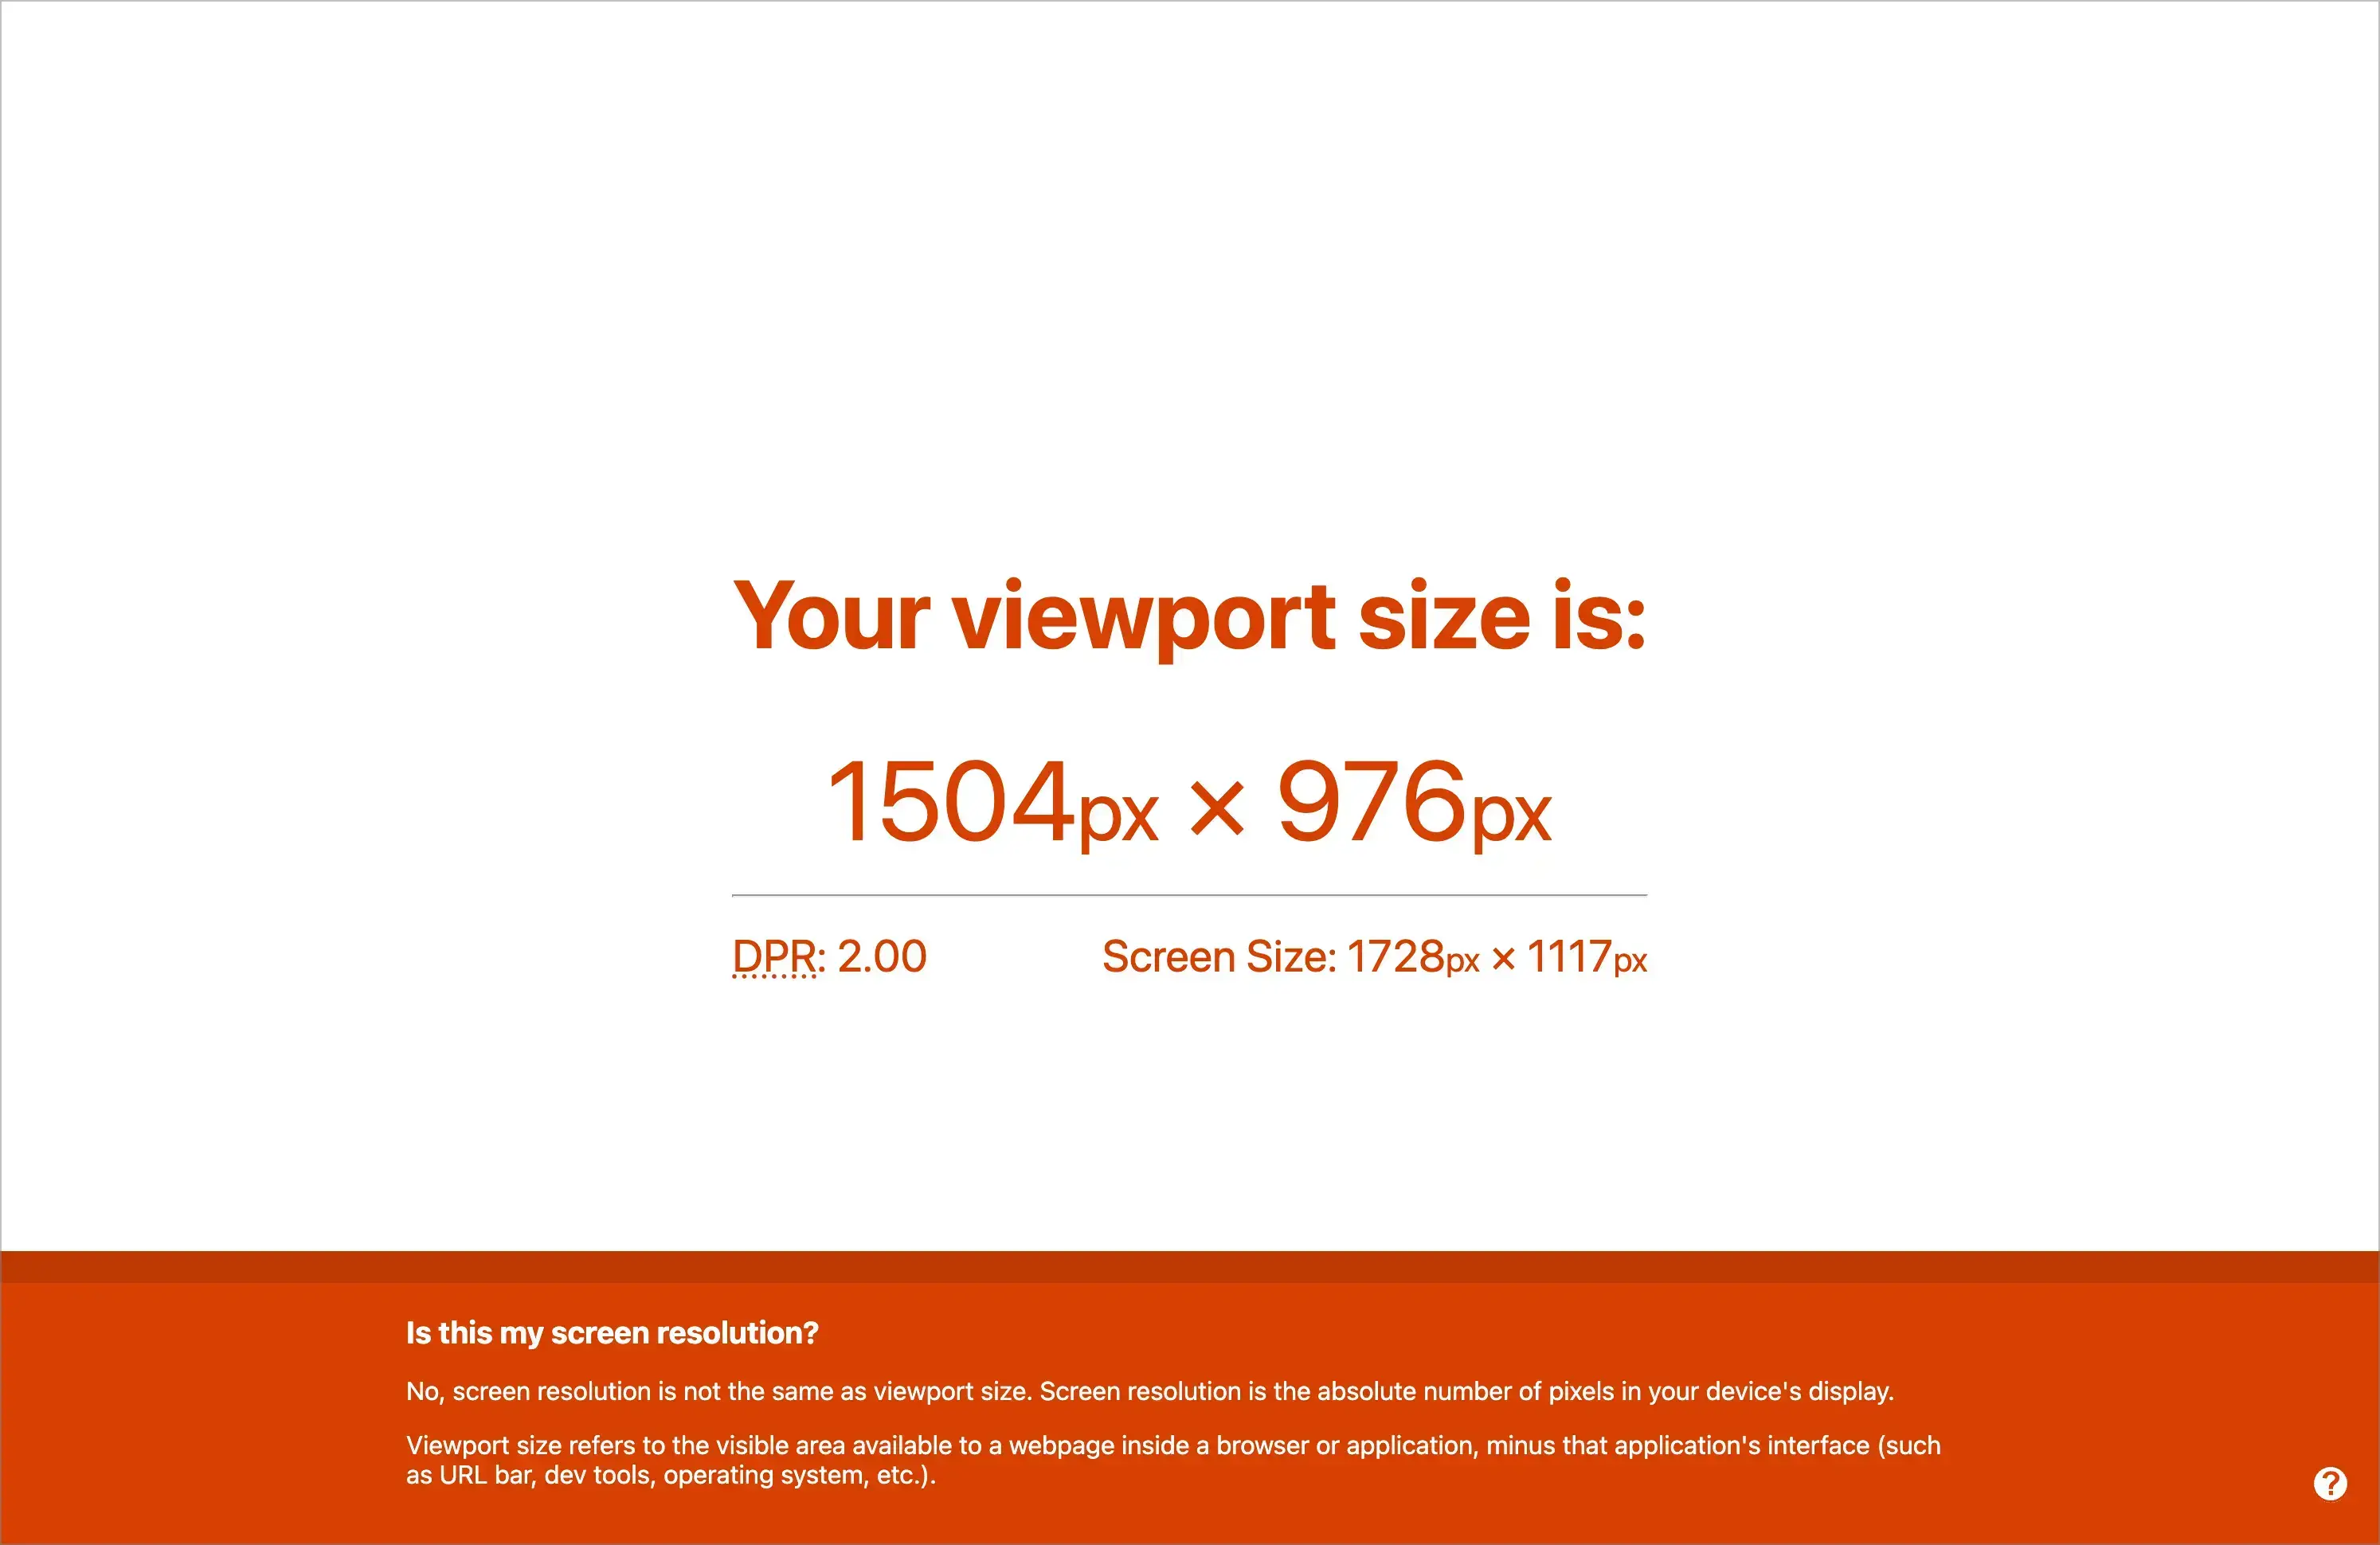 Your viewport size is:
1504px × 976px
DPR: 2.00
Screen Size: 1728px × 1117px
Is this my screen resolution?
No, screen resolution is not the same as viewport size. Screen resolution is the absolute number of pixels in your device's display.
Viewport size refers to the visible area available to a webpage inside a browser or application, minus that application's interface (such
as URL bar, dev tools, operating system, etc.).
?